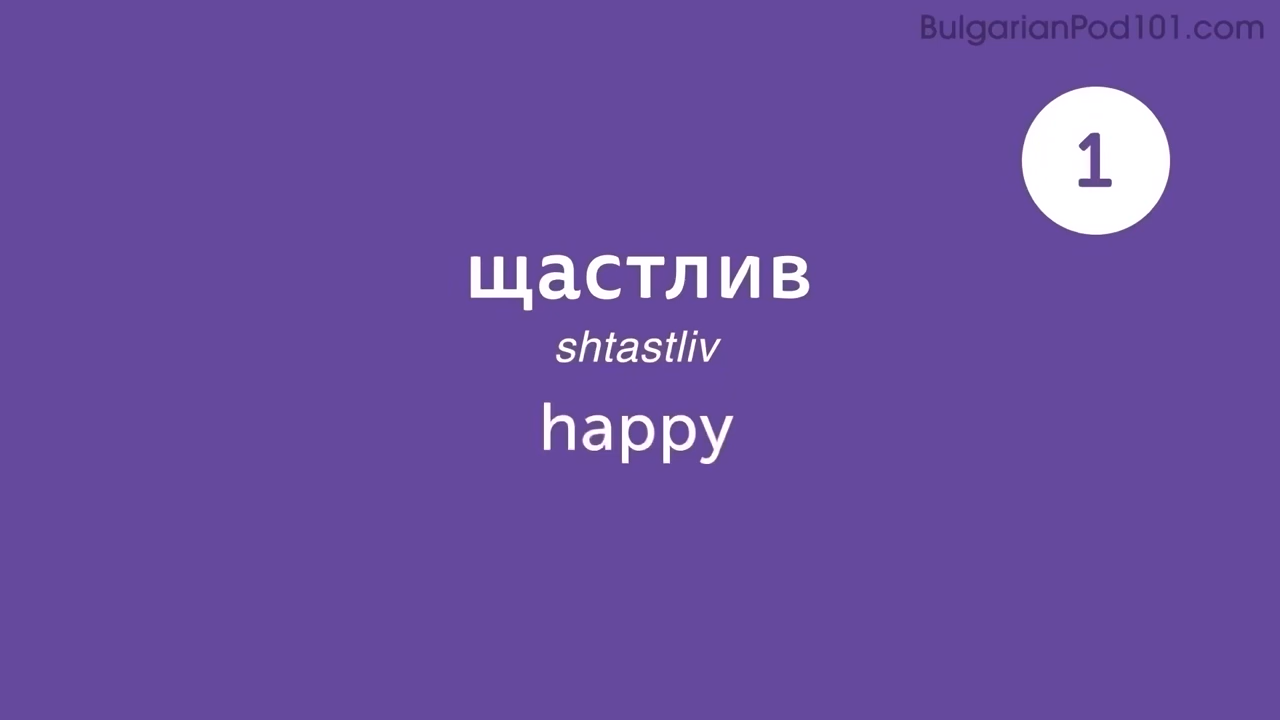 BulgarianPod101.com
1
щастлив
shtastliv
happy